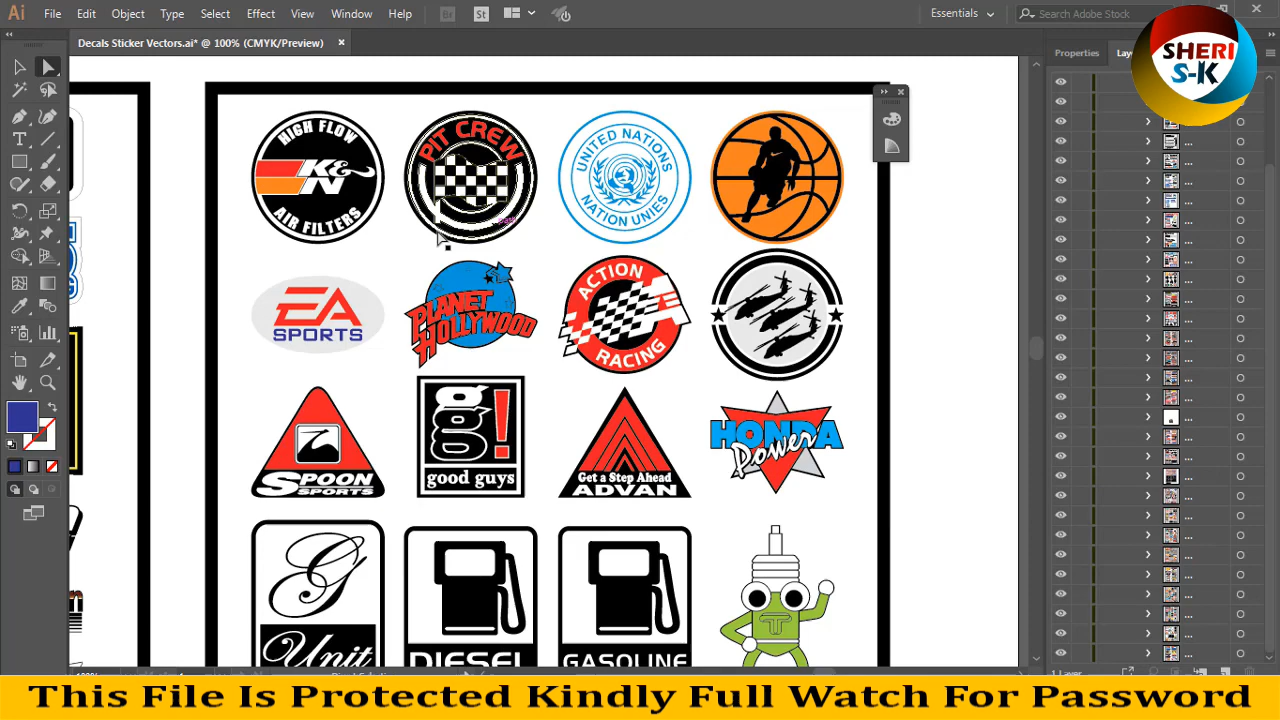 Ai File Edit Object Type Select Effect View Window Help Br St Essentials Search Adobe Stock
Decals Sticker Vectors.ai* @ 100% (CMYK/Preview)
Properties
SHERI
S-K
HIGH FLOW
K&N
AIR FILTERS
PIT CREW
UNITED NATIONS
NATION UNIES
EA
SPORTS
PLANET
HOLLYWOOD
ACTION
RACING
SPOON
SPORTS
gg!
good guys
Get a Step Ahead
ADVAN
HONDA
Power
G
Unit
DIESEL
GASOLINE
T
This File Is Protected Kindly Full Watch For Password